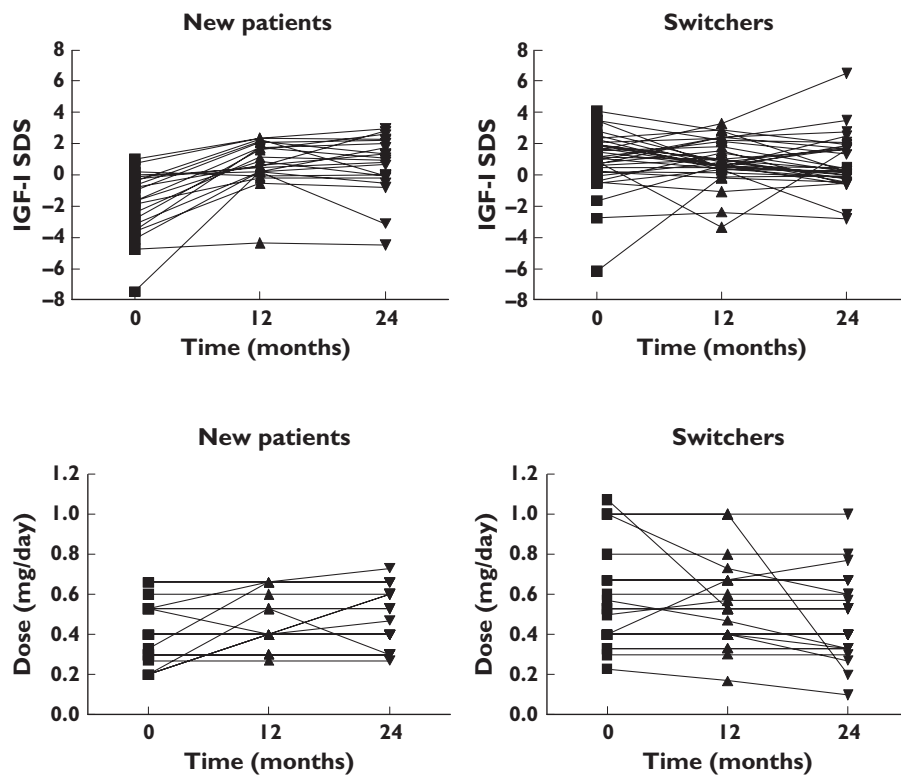 New patients
Switchers
8
6
4
2
0
–2
–4
–6
–8
IGF-I SDS
0 12 24
Time (months)
8
6
4
2
0
–2
–4
–6
–8
IGF-I SDS
0 12 24
Time (months)
New patients
Switchers
1.2
1.0
0.8
0.6
0.4
0.2
0.0
Dose (mg/day)
0 12 24
Time (months)
1.2
1.0
0.8
0.6
0.4
0.2
0.0
Dose (mg/day)
0 12 24
Time (months)